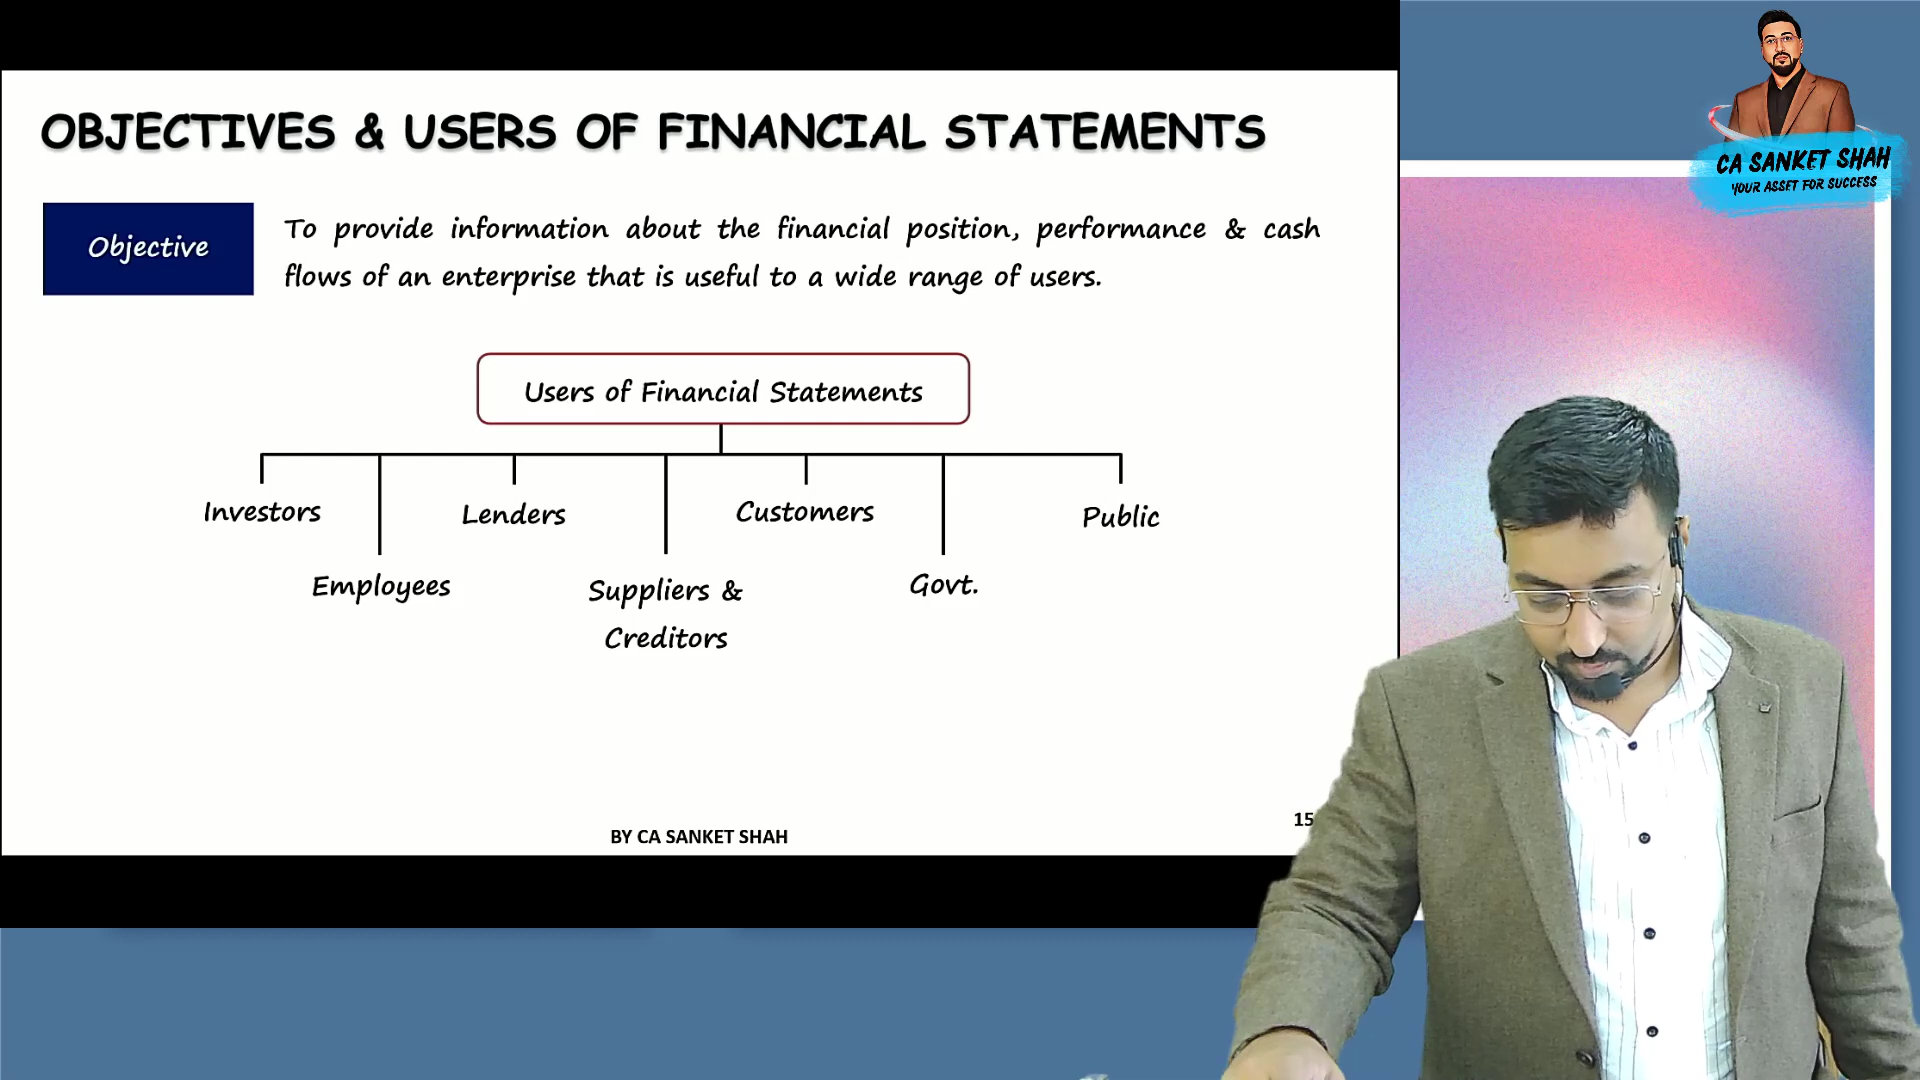 OBJECTIVES & USERS OF FINANCIAL STATEMENTS
Objective
To provide information about the financial position, performance & cash
flows of an enterprise that is useful to a wide range of users.
Users of Financial Statements
Investors
Employees
Lenders
Suppliers &
Creditors
Customers
Govt.
Public
BY CA SANKET SHAH
15
CA SANKET SHAH
YOUR ASSET FOR SUCCESS